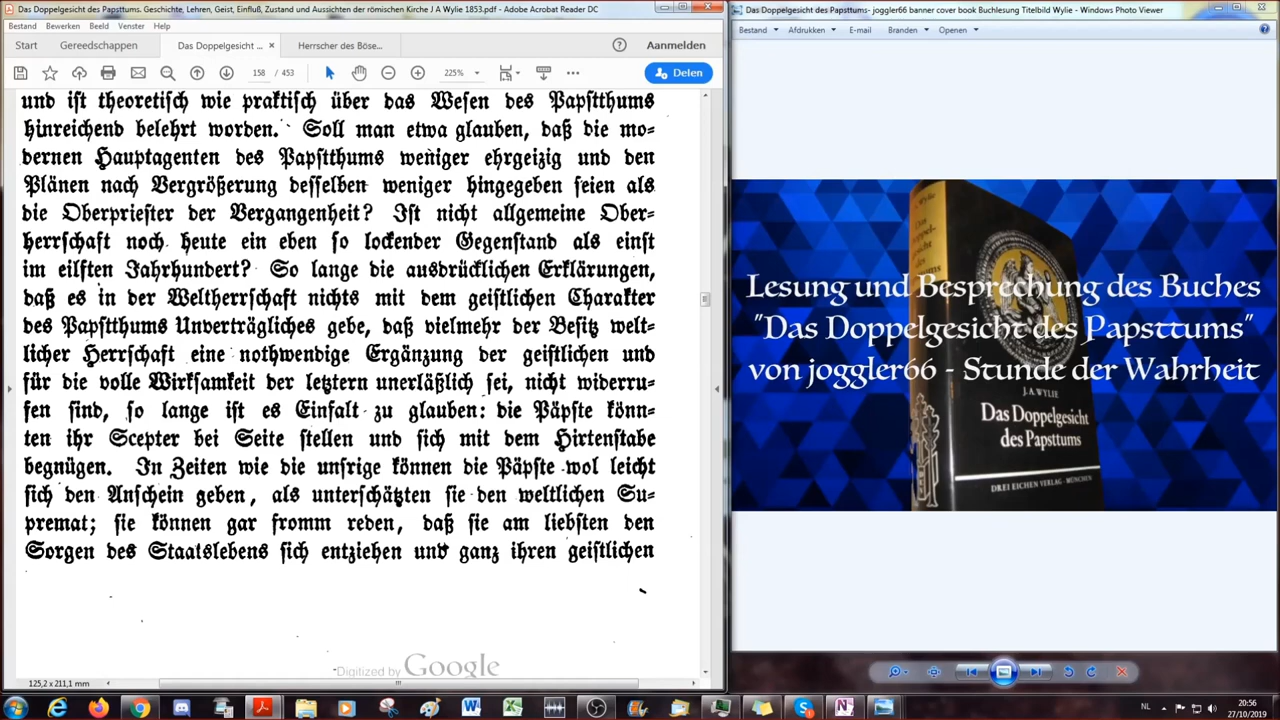 Das Doppelgesicht des Papsttums. Geschichte, Lehren, Geist, Einfluß, Zustand und Aussichten der römischen Kirche J A Wylie 1853.pdf - Adobe Acrobat Reader DC
Bestand Bewerken Beeld Venster Help
Start Gereedschappen Das Doppelgesicht ... × Herrscher des Böse... Anmelden
158 / 453 225% Delen
und ist theoretisch wie praktisch über das Wesen des Papstthums
hinreichend belehrt worden. Soll man etwa glauben, daß die mo-
dernen Hauptagenten des Papstthums weniger ehrgeizig und den
Plänen nach Vergrößerung desselben weniger hingegeben seien als
die Oberpriester der Vergangenheit? Ist nicht allgemeine Ober-
herrschaft noch heute ein eben so lockender Gegenstand als einst
im eilften Jahrhundert? So lange die ausdrücklichen Erklärungen,
daß es in der Weltherrschaft nichts mit dem geistlichen Charakter
des Papstthums Unverträgliches gebe, daß vielmehr der Besitz welt-
licher Herrschaft eine nothwendige Ergänzung der geistlichen und
für die volle Wirksamkeit der letztern unerläßlich sei, nicht widerru-
fen sind, so lange ist es Einfalt zu glauben: die Päpste könn-
ten ihr Scepter bei Seite stellen und sich mit dem Hirtenstabe
begnügen. In Zeiten wie die unsrige können die Päpste wol leicht
sich den Anschein geben, als unterschätzten sie den weltlichen Su-
premat; sie können gar fromm reden, daß sie am liebsten den
Sorgen des Staatslebens sich entziehen und ganz ihren geistlichen
Digitized by Google
125,2 x 211,1 mm
Das Doppelgesicht des Papsttums- joggler66 banner cover book Buchlesung Titelbild Wylie - Windows Photo Viewer
Bestand Afdrukken E-mail Branden Openen
Lesung und Besprechung des Buches
"Das Doppelgesicht des Papsttums"
von joggler66 - Stunde der Wahrheit
J.A.WYLIE
Das Doppelgesicht
des Papsttums
DREI EICHEN VERLAG · MÜNCHEN
NL 20:56
27/10/2019